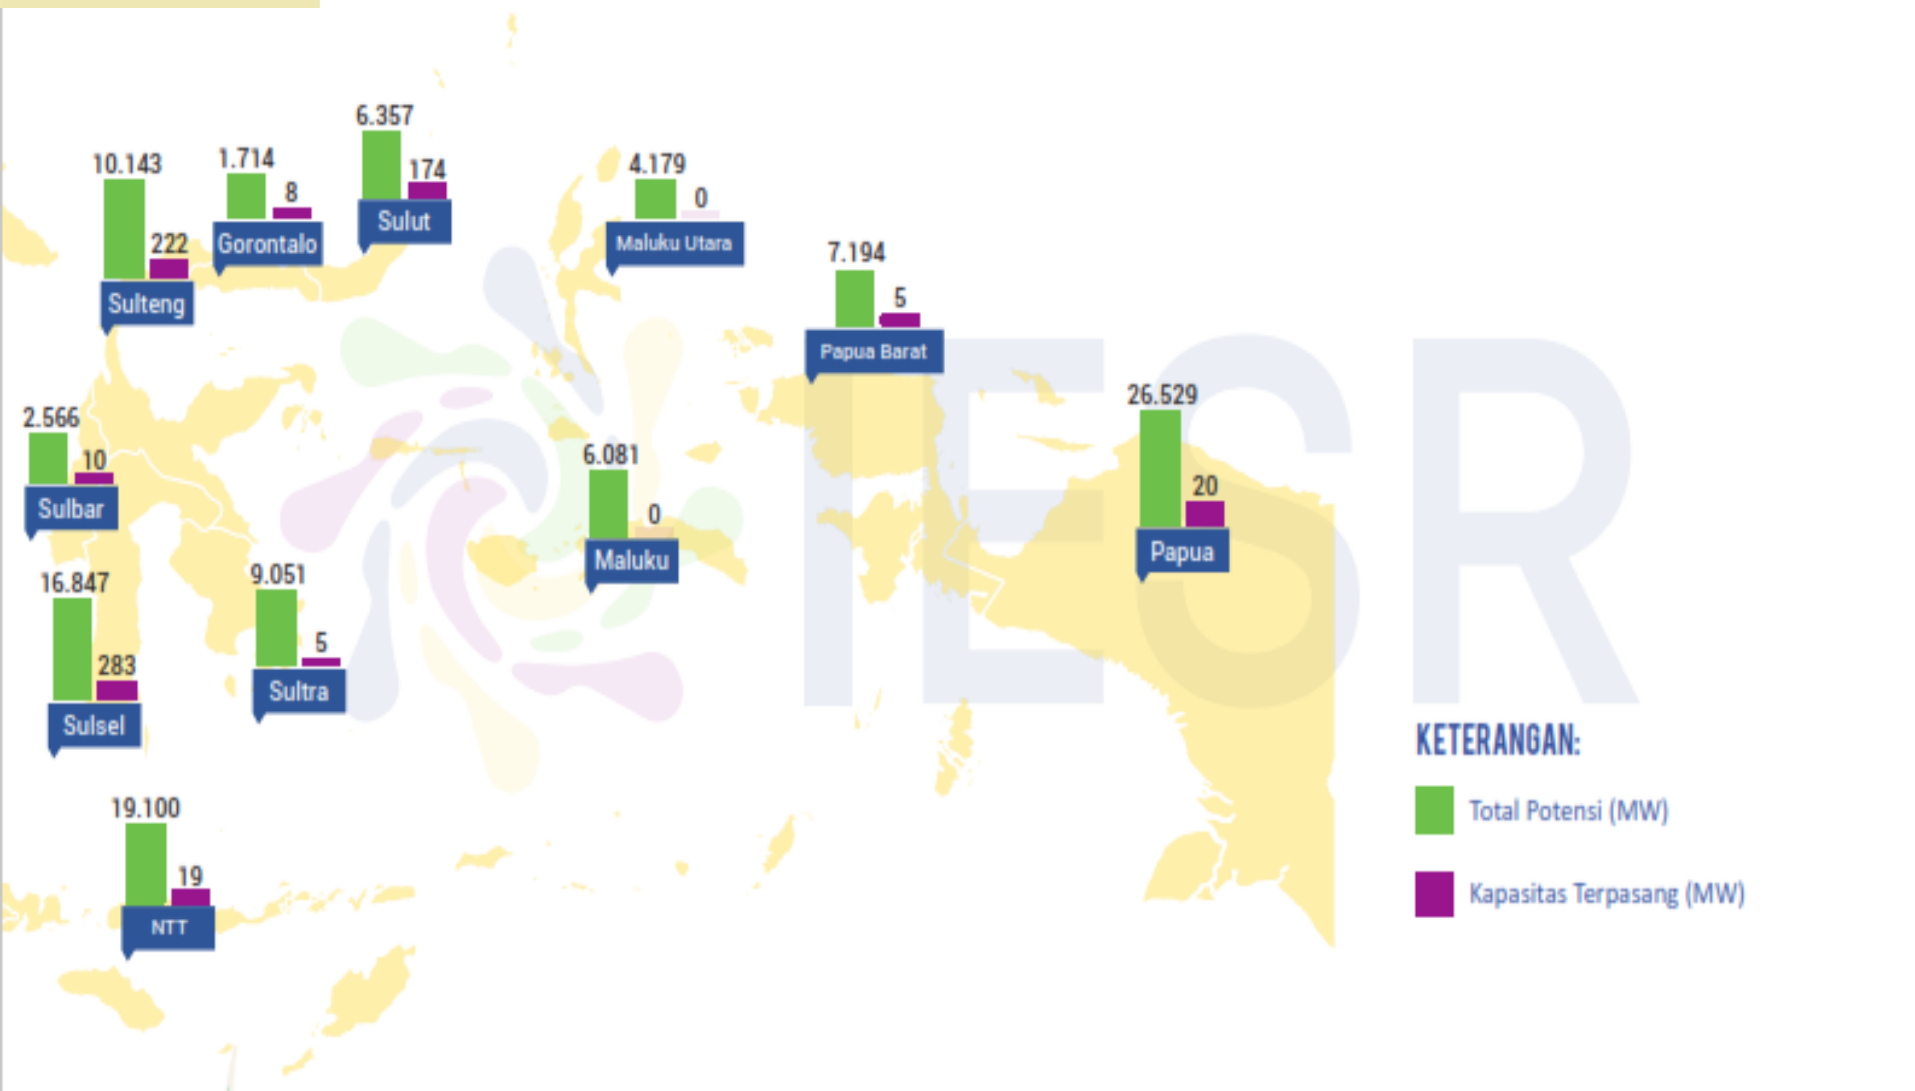 6.357
174
Sulut
10.143
222
Sulteng
1.714
8
Gorontalo
4.179
0
Maluku Utara
7.194
5
Papua Barat
26.529
20
Papua
2.566
10
Sulbar
6.081
0
Maluku
16.847
283
Sulsel
9.051
5
Sultra
19.100
19
NTT
IESR
KETERANGAN:
Total Potensi (MW)
Kapasitas Terpasang (MW)